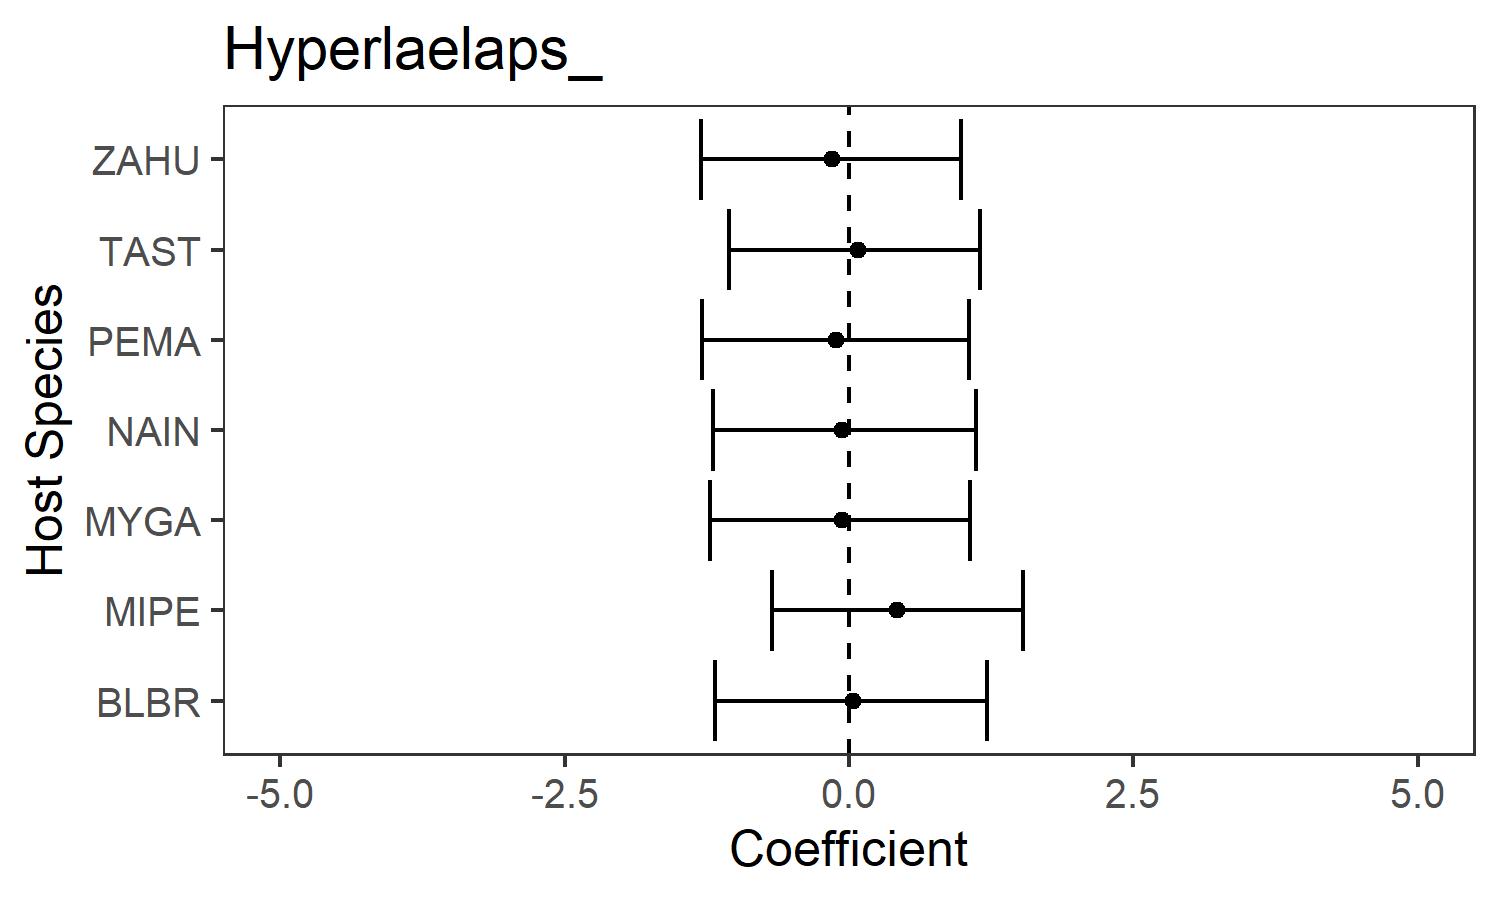 Hyperlaelaps_
ZAHU
TAST
PEMA
NAIN
MYGA
MIPE
BLBR
Host Species
-5.0 -2.5 0.0 2.5 5.0
Coefficient